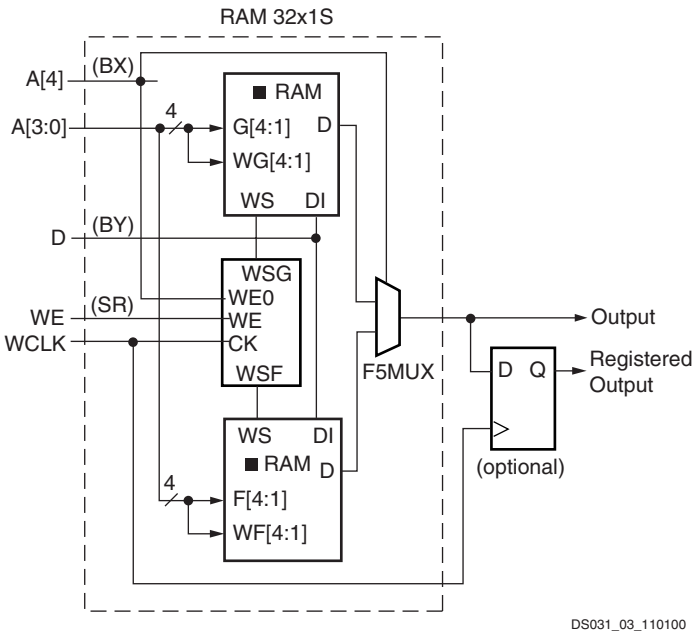 RAM 32x1S
A[4]
(BX)
A[3:0]
4
RAM
G[4:1]
D
WG[4:1]
WS
DI
D
(BY)
WSG
WE0
WE
(SR)
WE
WCLK
CK
WSF
F5MUX
Output
D
Q
Registered
Output
(optional)
WS
DI
RAM
D
4
F[4:1]
WF[4:1]
DS031_03_110100